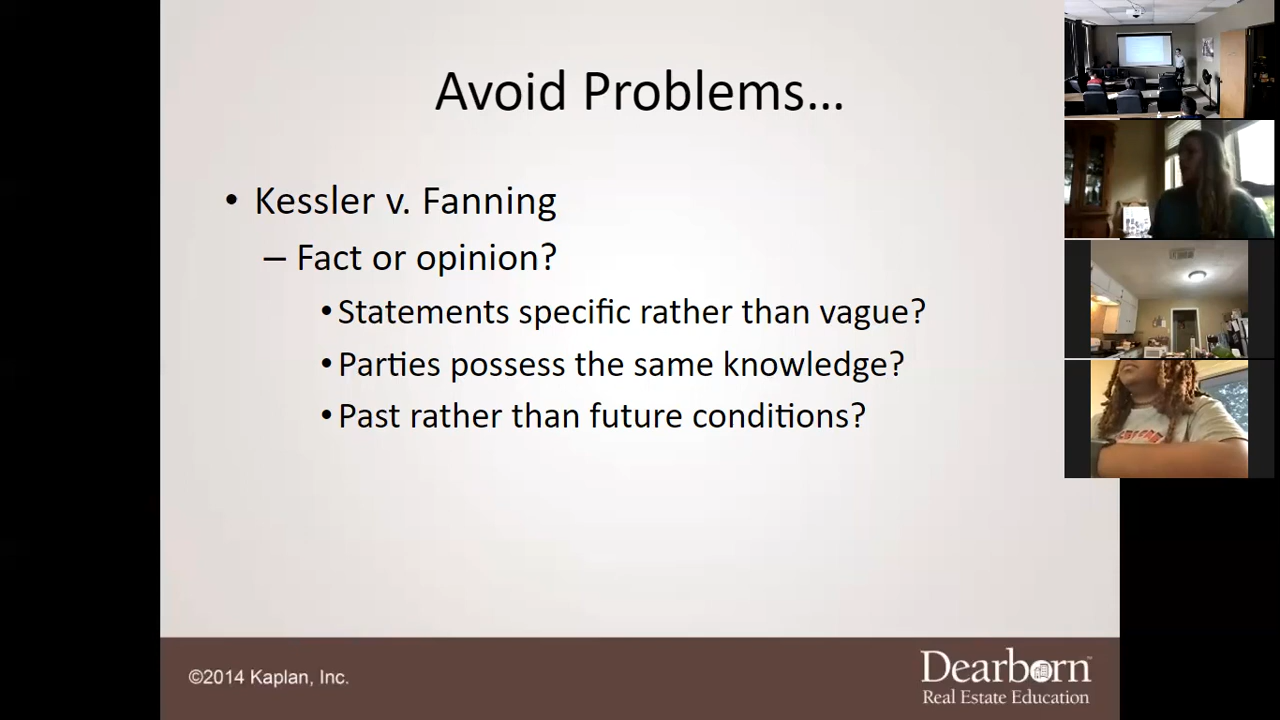 Avoid Problems...
• Kessler v. Fanning
– Fact or opinion?
• Statements specific rather than vague?
• Parties possess the same knowledge?
• Past rather than future conditions?
©2014 Kaplan, Inc.
Dearborn™
Real Estate Education